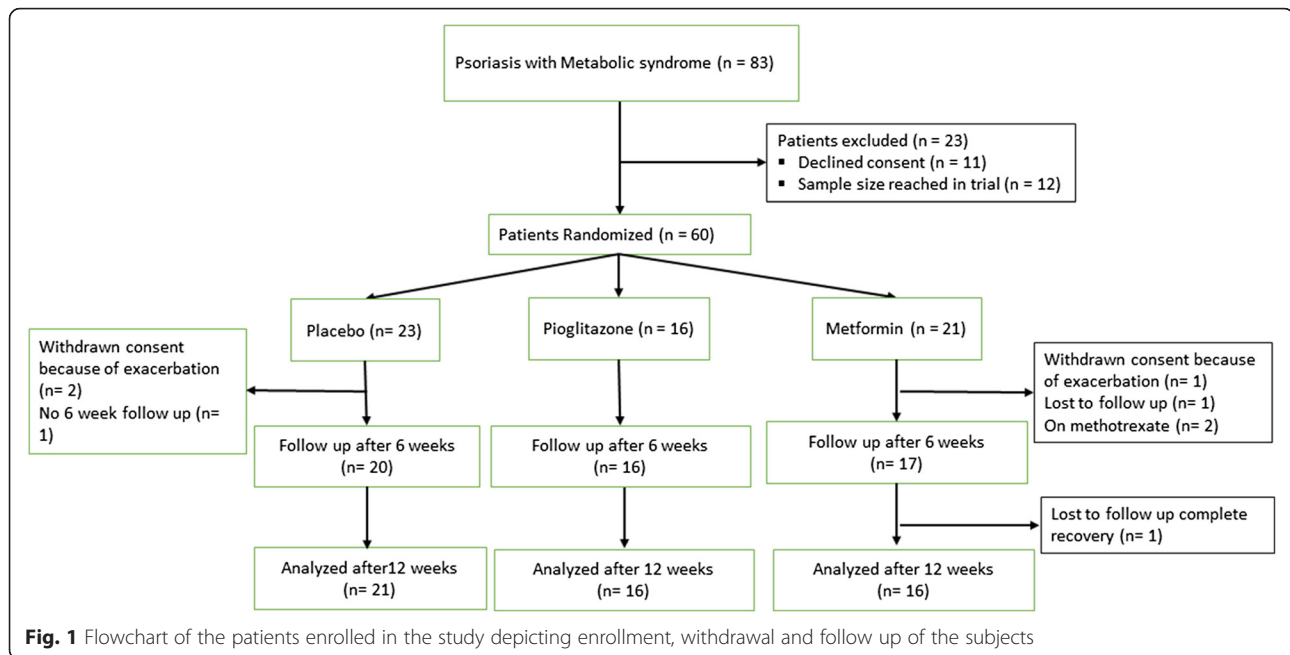 Psoriasis with Metabolic syndrome (n = 83)
Patients excluded (n = 23)
▪ Declined consent (n = 11)
▪ Sample size reached in trial (n = 12)
Patients Randomized (n = 60)
Placebo (n= 23)
Pioglitazone (n = 16)
Metformin (n = 21)
Withdrawn consent
because of exacerbation
(n= 2)
No 6 week follow up (n=
1)
Withdrawn consent because
of exacerbation (n= 1)
Lost to follow up (n= 1)
On methotrexate (n= 2)
Follow up after 6 weeks
(n= 20)
Follow up after 6 weeks
(n= 16)
Follow up after 6 weeks
(n= 17)
Lost to follow up complete
recovery (n= 1)
Analyzed after12 weeks
(n= 21)
Analyzed after 12 weeks
(n= 16)
Analyzed after 12 weeks
(n= 16)
Fig. 1 Flowchart of the patients enrolled in the study depicting enrollment, withdrawal and follow up of the subjects